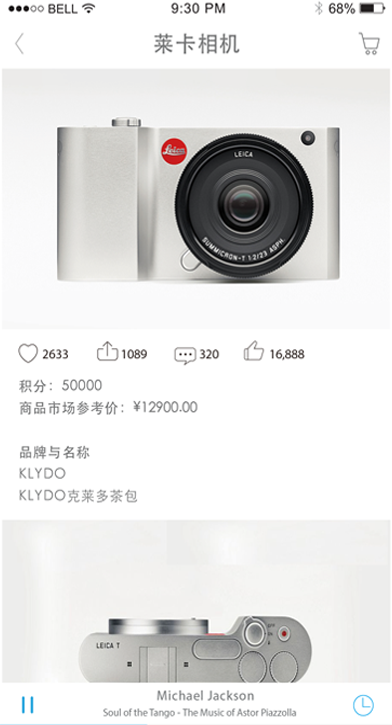 BELL 9:30 PM 68%
莱卡相机
Leica
LEICA
SUMMICRON-T 1:2/23 ASPH.
2633 1089 320 16,888
积分：50000
商品市场参考价：¥12900.00
品牌与名称
KLYDO
KLYDO克莱多茶包
LEICA T
Michael Jackson
Soul of the Tango - The Music of Astor Piazzolla